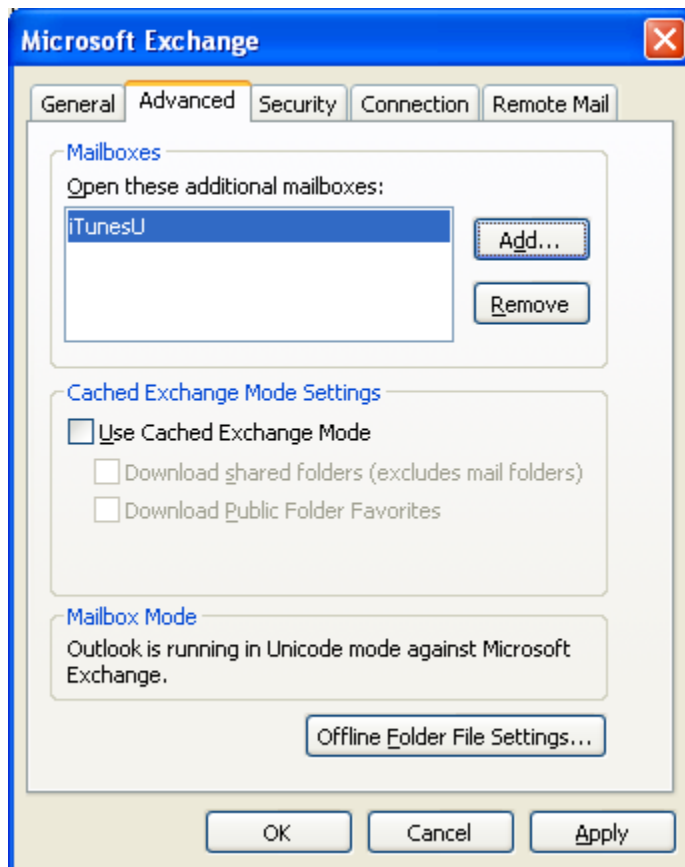 Microsoft Exchange
General Advanced Security Connection Remote Mail
Mailboxes
Open these additional mailboxes:
iTunesU
Add...
Remove
Cached Exchange Mode Settings
Use Cached Exchange Mode
Download shared folders (excludes mail folders)
Download Public Folder Favorites
Mailbox Mode
Outlook is running in Unicode mode against Microsoft
Exchange.
Offline Folder File Settings...
OK Cancel Apply